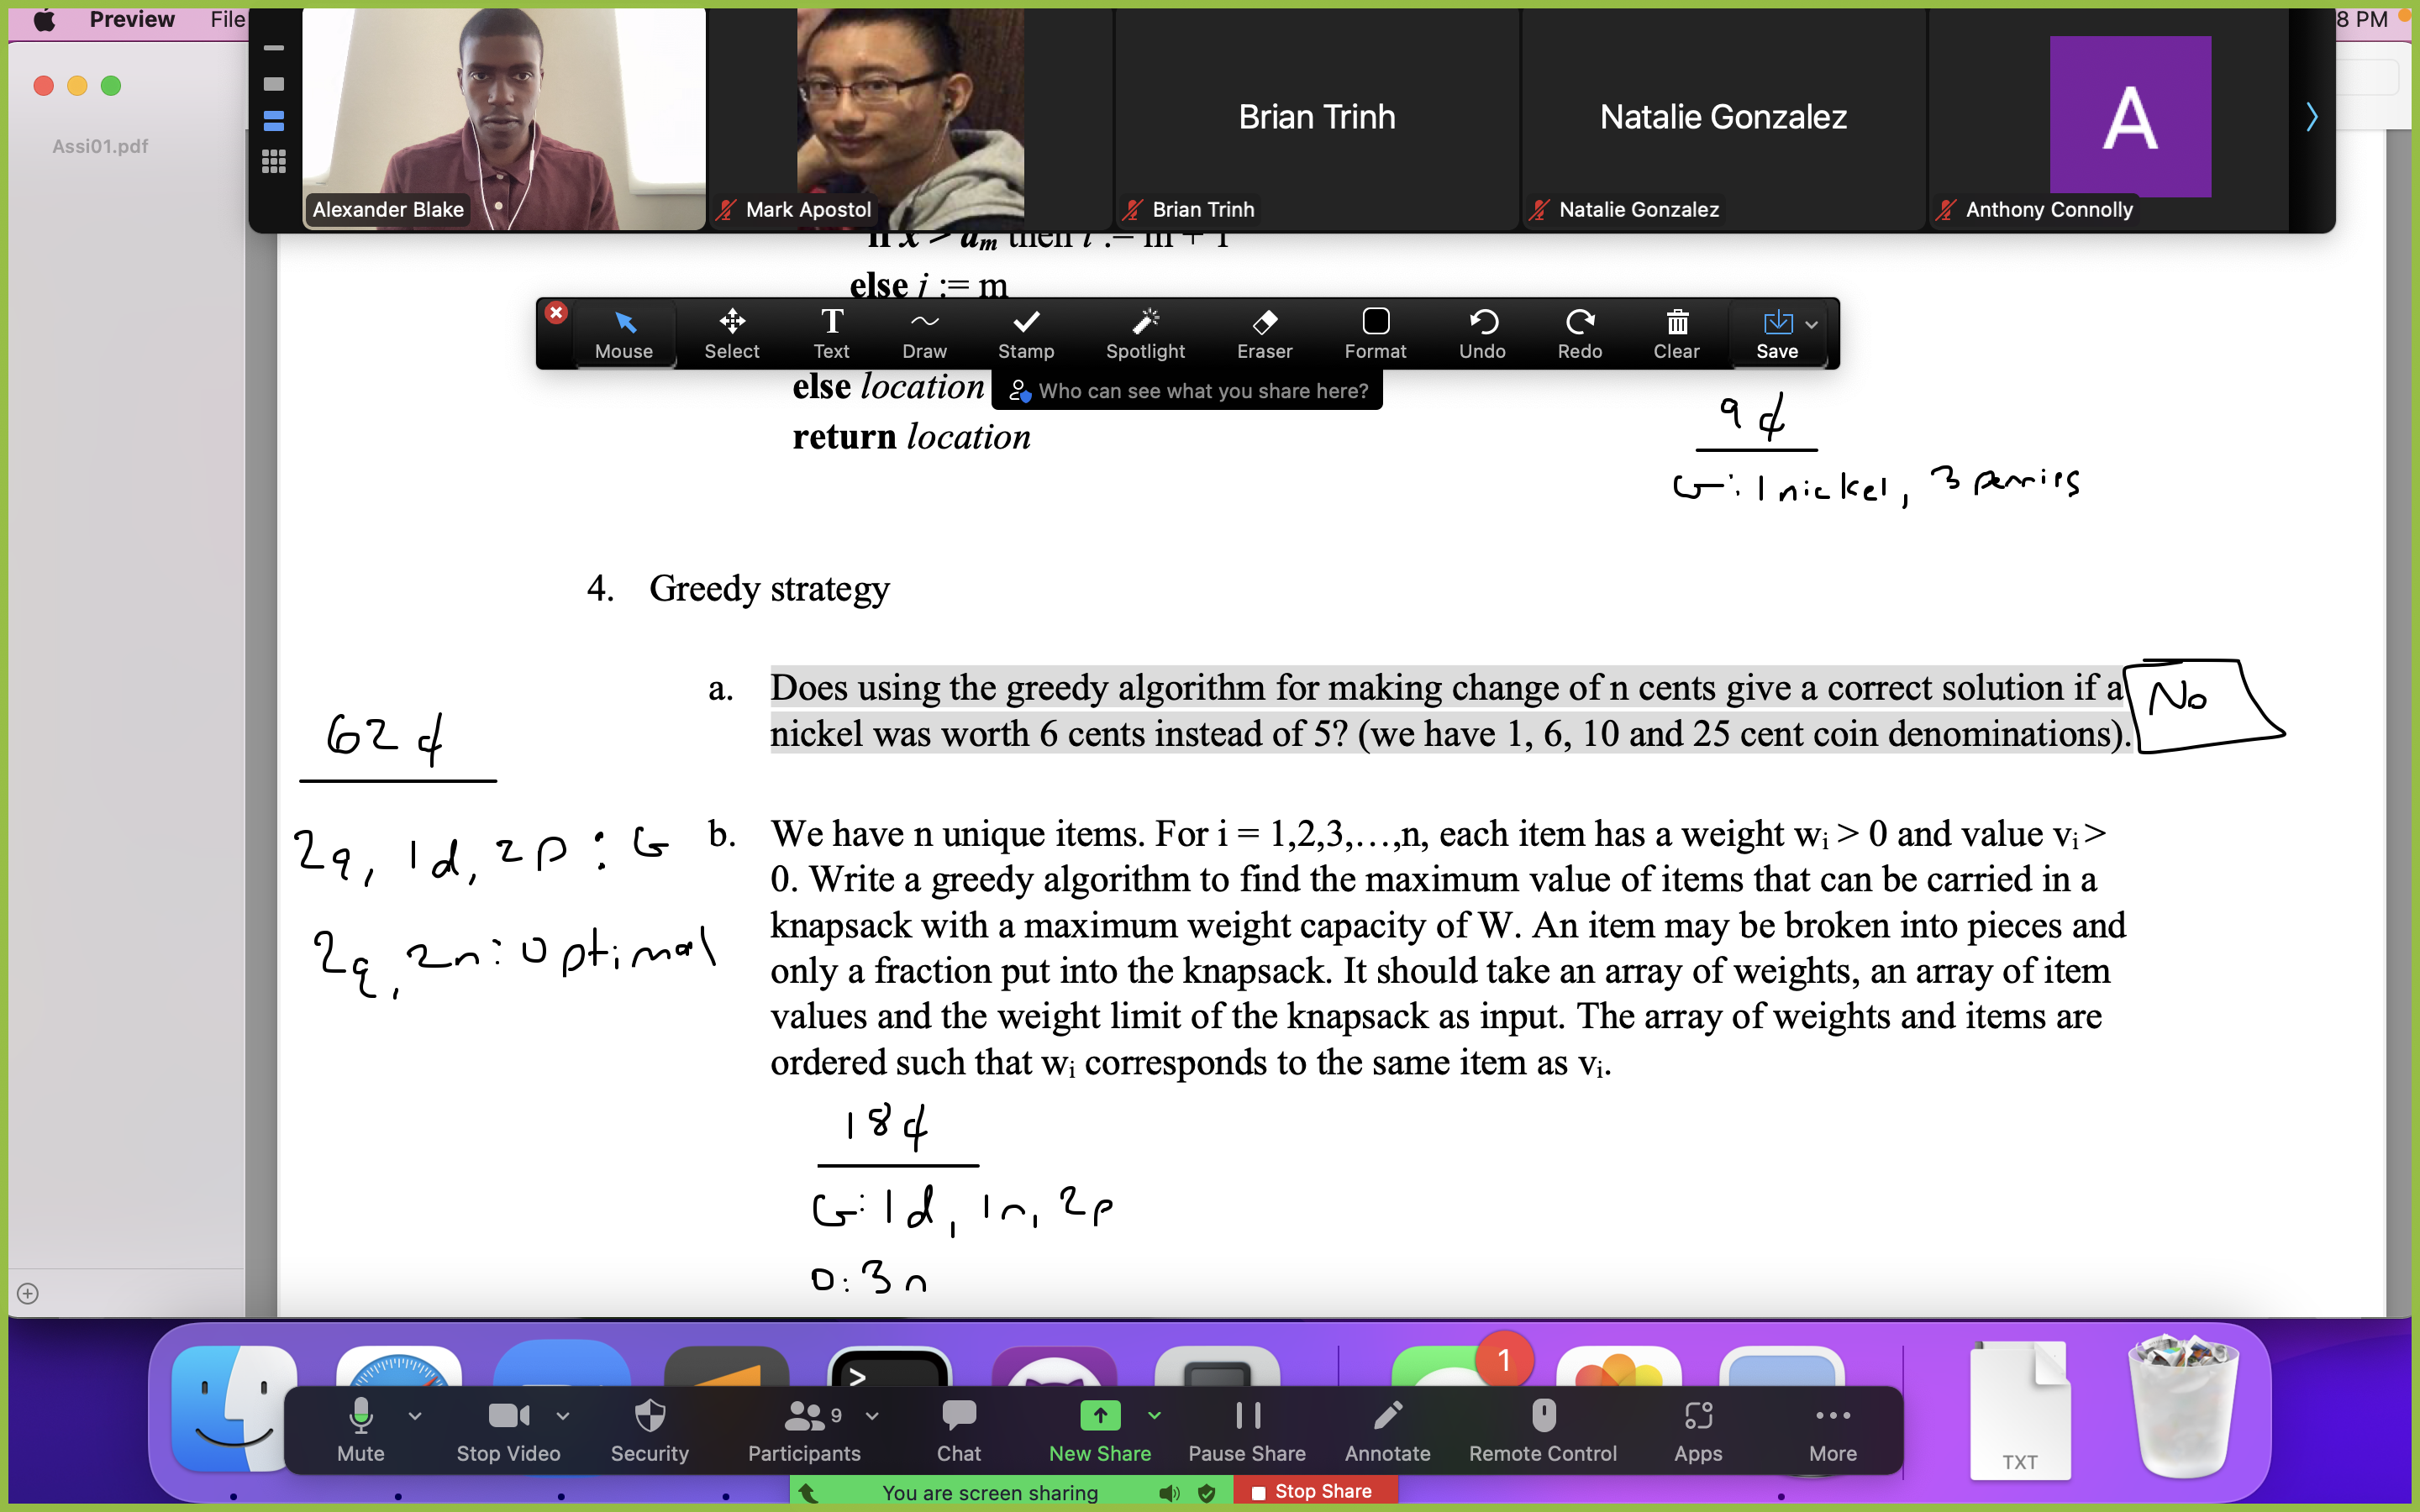 Preview File
8 PM
Assi01.pdf
Alexander Blake
Mark Apostol
Brian Trinh
Brian Trinh
Natalie Gonzalez
Natalie Gonzalez
A
Anthony Connolly
if x > am then i := m + 1
else j := m
Mouse Select Text Draw Stamp Spotlight Eraser Format Undo Redo Clear Save
Who can see what you share here?
else location
return location
9 ¢
G: 1 nickel, 3 pennies
4. Greedy strategy
a. Does using the greedy algorithm for making change of n cents give a correct solution if a
nickel was worth 6 cents instead of 5? (we have 1, 6, 10 and 25 cent coin denominations).
No
62 ¢
2q, 1d, 2p : G
2q, 2n: Optimal
b. We have n unique items. For i = 1,2,3,…,n, each item has a weight wi > 0 and value vi >
0. Write a greedy algorithm to find the maximum value of items that can be carried in a
knapsack with a maximum weight capacity of W. An item may be broken into pieces and
only a fraction put into the knapsack. It should take an array of weights, an array of item
values and the weight limit of the knapsack as input. The array of weights and items are
ordered such that wi corresponds to the same item as vi.
18 ¢
G: 1d, 1n, 2p
O: 3n
1
TXT
Mute Stop Video Security Participants 9 Chat New Share Pause Share Annotate Remote Control Apps More
You are screen sharing Stop Share